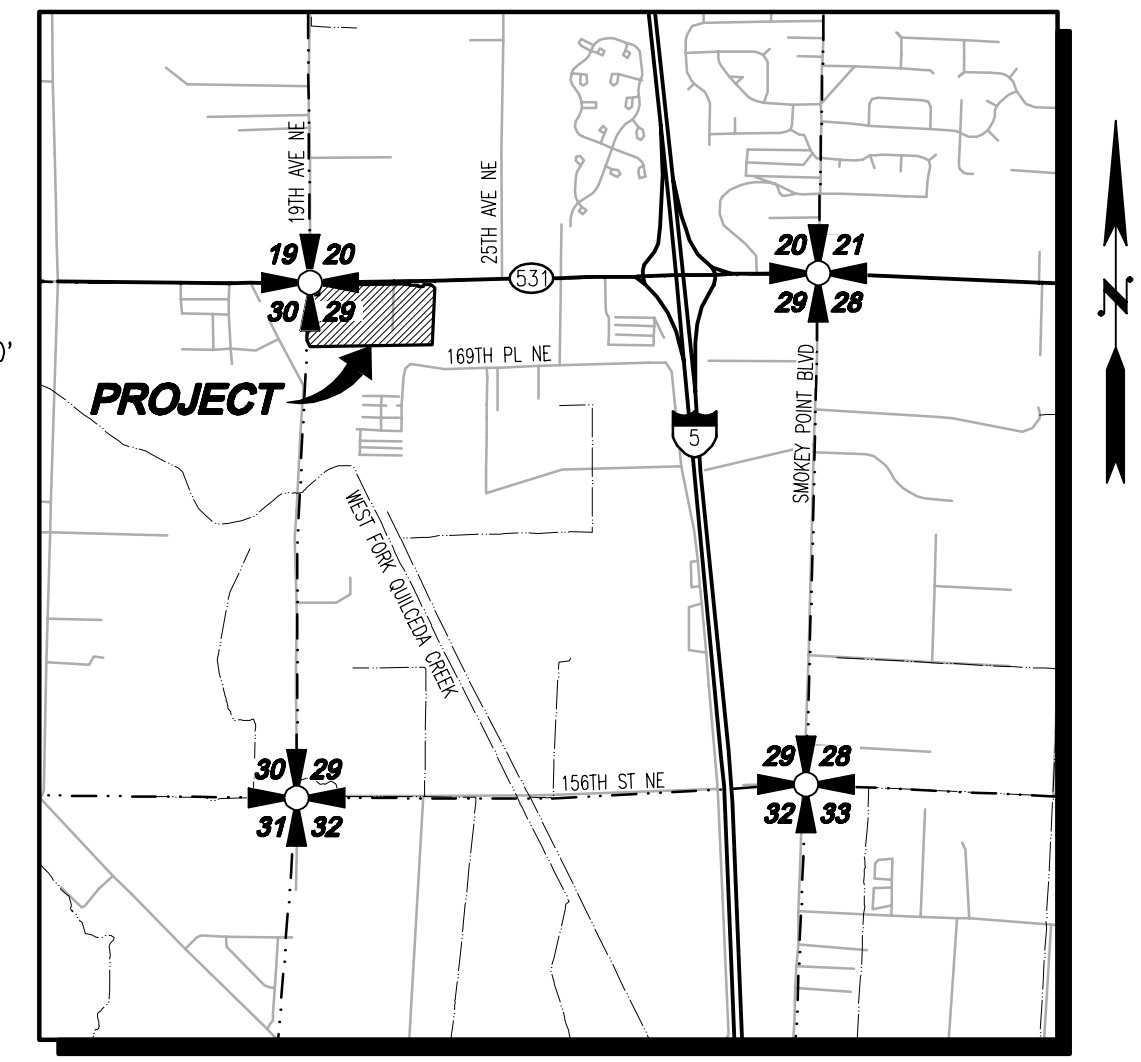 19TH AVE NE
25TH AVE NE
19 20
30 29
531
20 21
29 28
0'
169TH PL NE
PROJECT
5
SMOKEY POINT BLVD
WEST FORK QUILCEDA CREEK
30 29
31 32
156TH ST NE
29 28
32 33
N